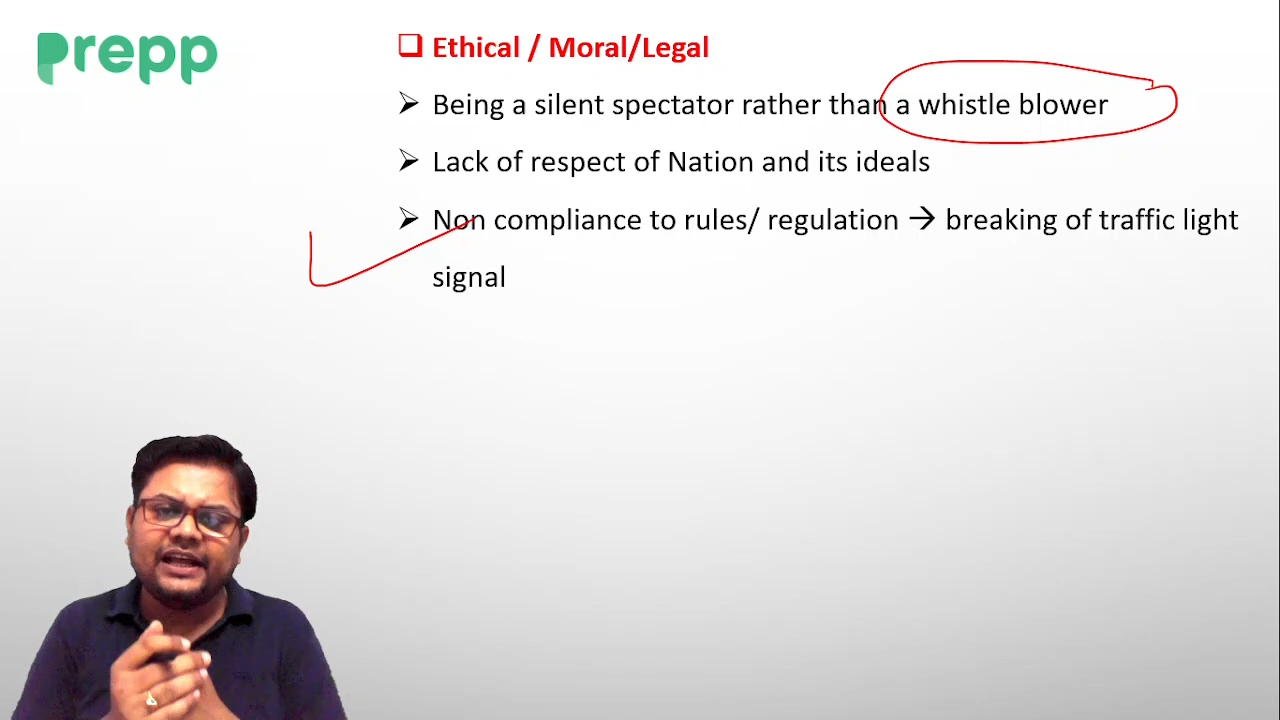 prepp
Ethical / Moral/Legal
Being a silent spectator rather than a whistle blower
Lack of respect of Nation and its ideals
Non compliance to rules/ regulation → breaking of traffic light
signal